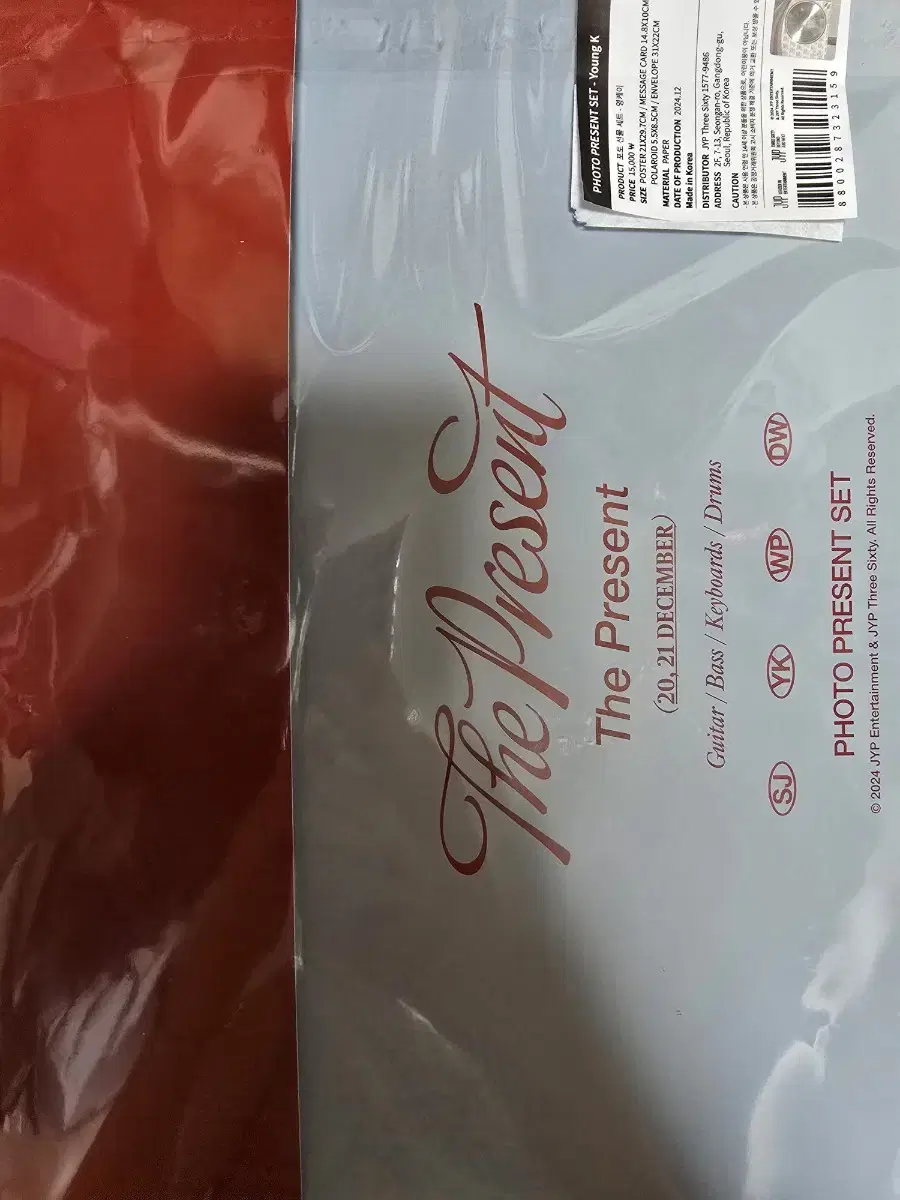 The Present
The Present
(20, 21 DECEMBER)
Guitar / Bass / Keyboards / Drums
SJ YK WP DW
PHOTO PRESENT SET
© 2024 JYP Entertainment & JYP Three Sixty. All Rights Reserved.
PHOTO PRESENT SET - Young K
PRODUCT 포토 선물 세트 - 영케이
PRICE 15,000 W
SIZE POSTER 21X29.7CM / MESSAGE CARD 14.8X10CM
POLAROID 5.5X8.5CM / ENVELOPE 31X22CM
MATERIAL PAPER
DATE OF PRODUCTION 2024.12
Made in Korea
DISTRIBUTOR JYP Three Sixty 1577-9486
ADDRESS 2F, 7-13, Seongan-ro, Gangdong-gu,
Seoul, Republic of Korea
CAUTION
8800287323159